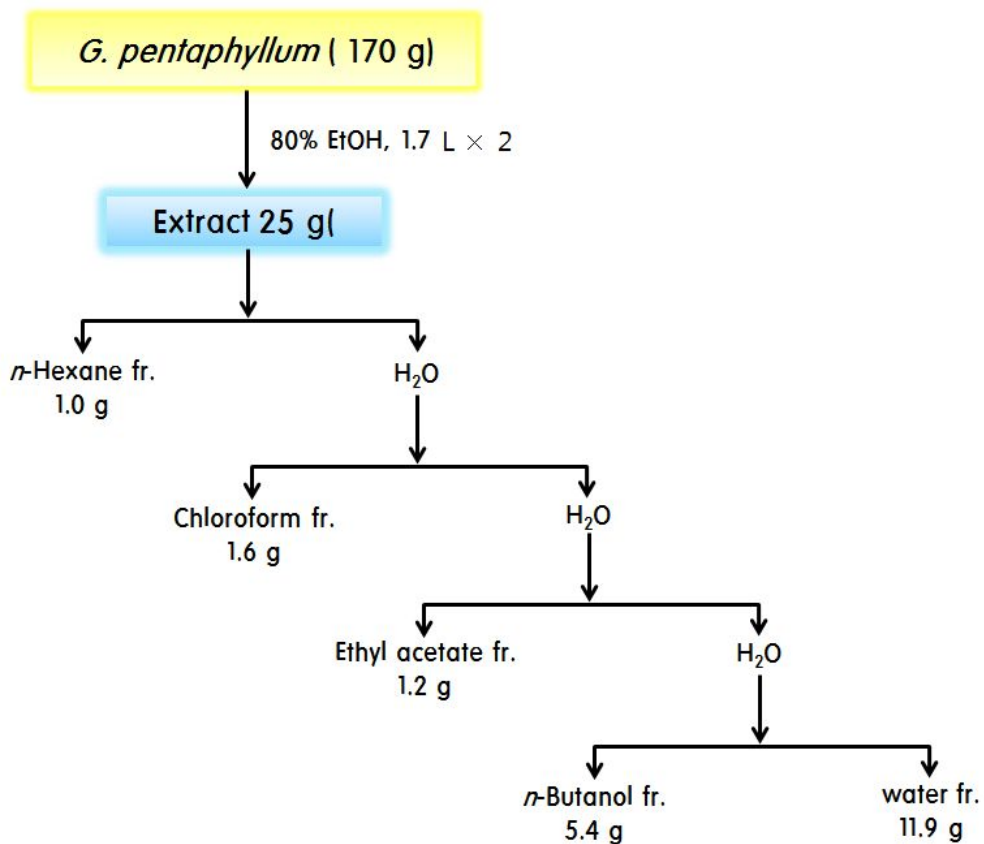 G. pentaphyllum ( 170 g)
80% EtOH, 1.7 L × 2
Extract 25 g(
n-Hexane fr.
1.0 g
H₂O
Chloroform fr.
1.6 g
H₂O
Ethyl acetate fr.
1.2 g
H₂O
n-Butanol fr.
5.4 g
water fr.
11.9 g